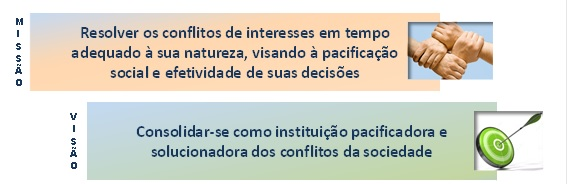 MISSÃO
Resolver os conflitos de interesses em tempo
adequado à sua natureza, visando à pacificação
social e efetividade de suas decisões
VISÃO
Consolidar-se como instituição pacificadora e
solucionadora dos conflitos da sociedade